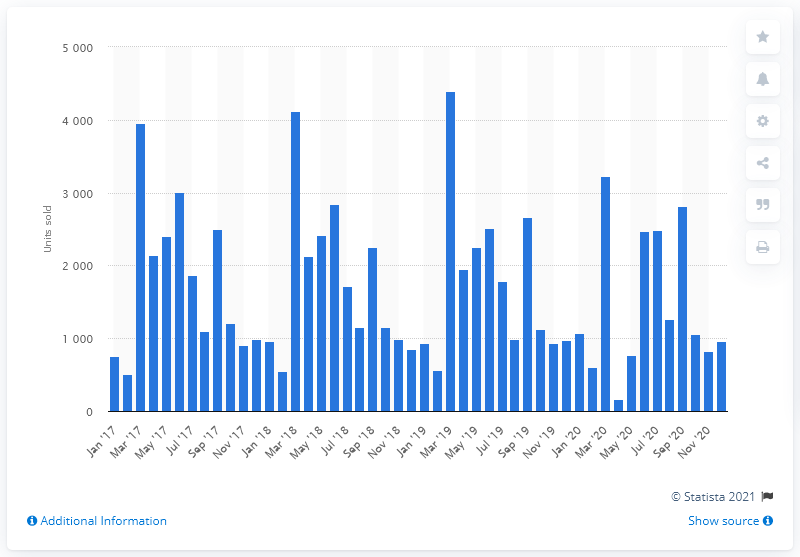 5 000
4 000
3 000
2 000
1 000
0
Units sold
Jan '17
Mar '17
May '17
Jul '17
Sep '17
Nov '17
Jan '18
Mar '18
May '18
Jul '18
Sep '18
Nov '18
Jan '19
Mar '19
May '19
Jul '19
Sep '19
Nov '19
Jan '20
Mar '20
May '20
Jul '20
Sep '20
Nov '20
© Statista 2021
Additional Information
Show source